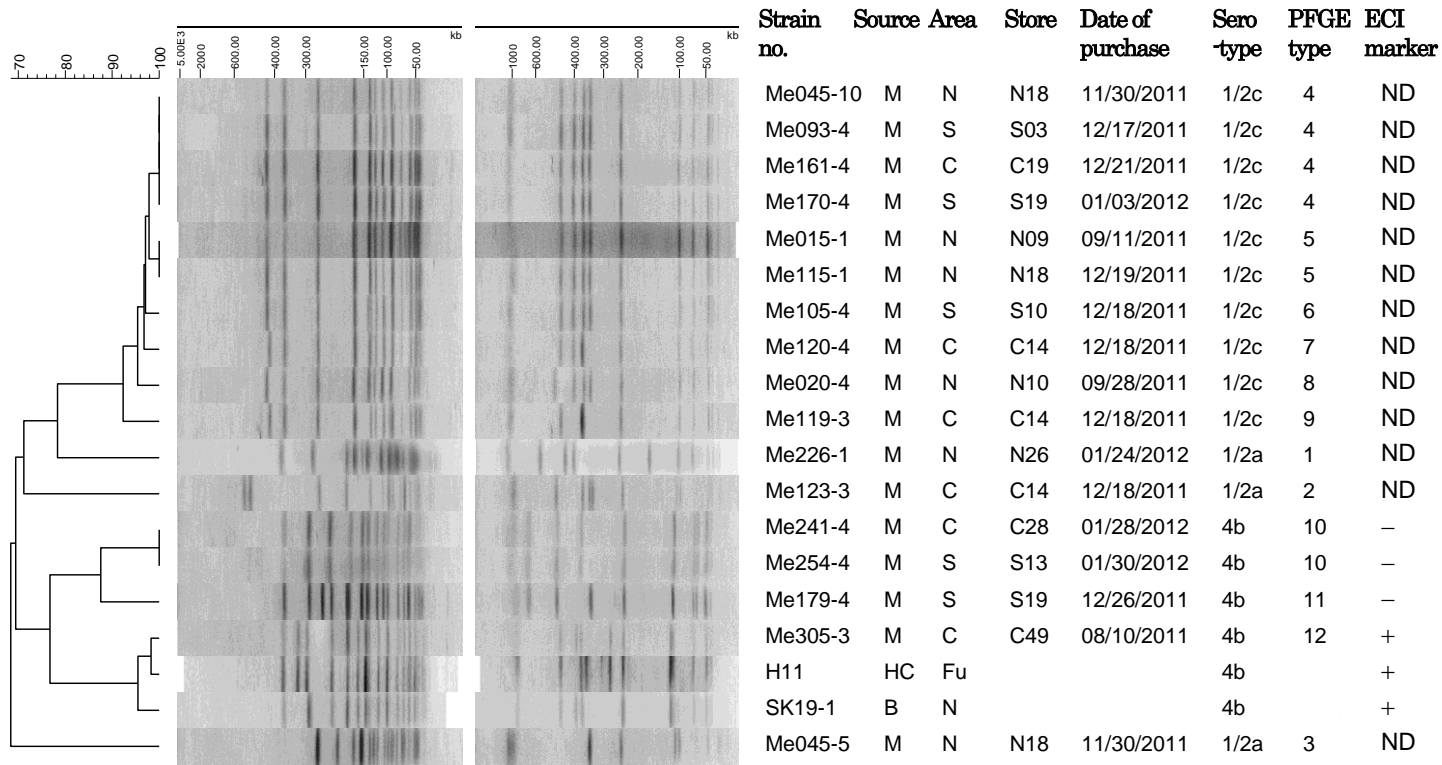 70 80 90 100
5.00E3 2000.0 600.00 400.00 150.00 100.00 50.00 kb
1000.0 6000.00 400.00 300.00 200.00 100.00 50.00 kb
Strain no. Source Area Store Date of purchase Sero -type PFGE type ECI marker
Me045-10 M N N18 11/30/2011 1/2c 4 ND
Me093-4 M S S03 12/17/2011 1/2c 4 ND
Me161-4 M C C19 12/21/2011 1/2c 4 ND
Me170-4 M S S19 01/03/2012 1/2c 4 ND
Me015-1 M N N09 09/11/2011 1/2c 5 ND
Me115-1 M N N18 12/19/2011 1/2c 5 ND
Me105-4 M S S10 12/18/2011 1/2c 6 ND
Me120-4 M C C14 12/18/2011 1/2c 7 ND
Me020-4 M N N10 09/28/2011 1/2c 8 ND
Me119-3 M C C14 12/18/2011 1/2c 9 ND
Me226-1 M N N26 01/24/2012 1/2a 1 ND
Me123-3 M C C14 12/18/2011 1/2a 2 ND
Me241-4 M C C28 01/28/2012 4b 10 −
Me254-4 M S S13 01/30/2012 4b 10 −
Me179-4 M S S19 12/26/2011 4b 11 −
Me305-3 M C C49 08/10/2011 4b 12 +
H11 HC Fu 4b +
SK19-1 B N 4b +
Me045-5 M N N18 11/30/2011 1/2a 3 ND